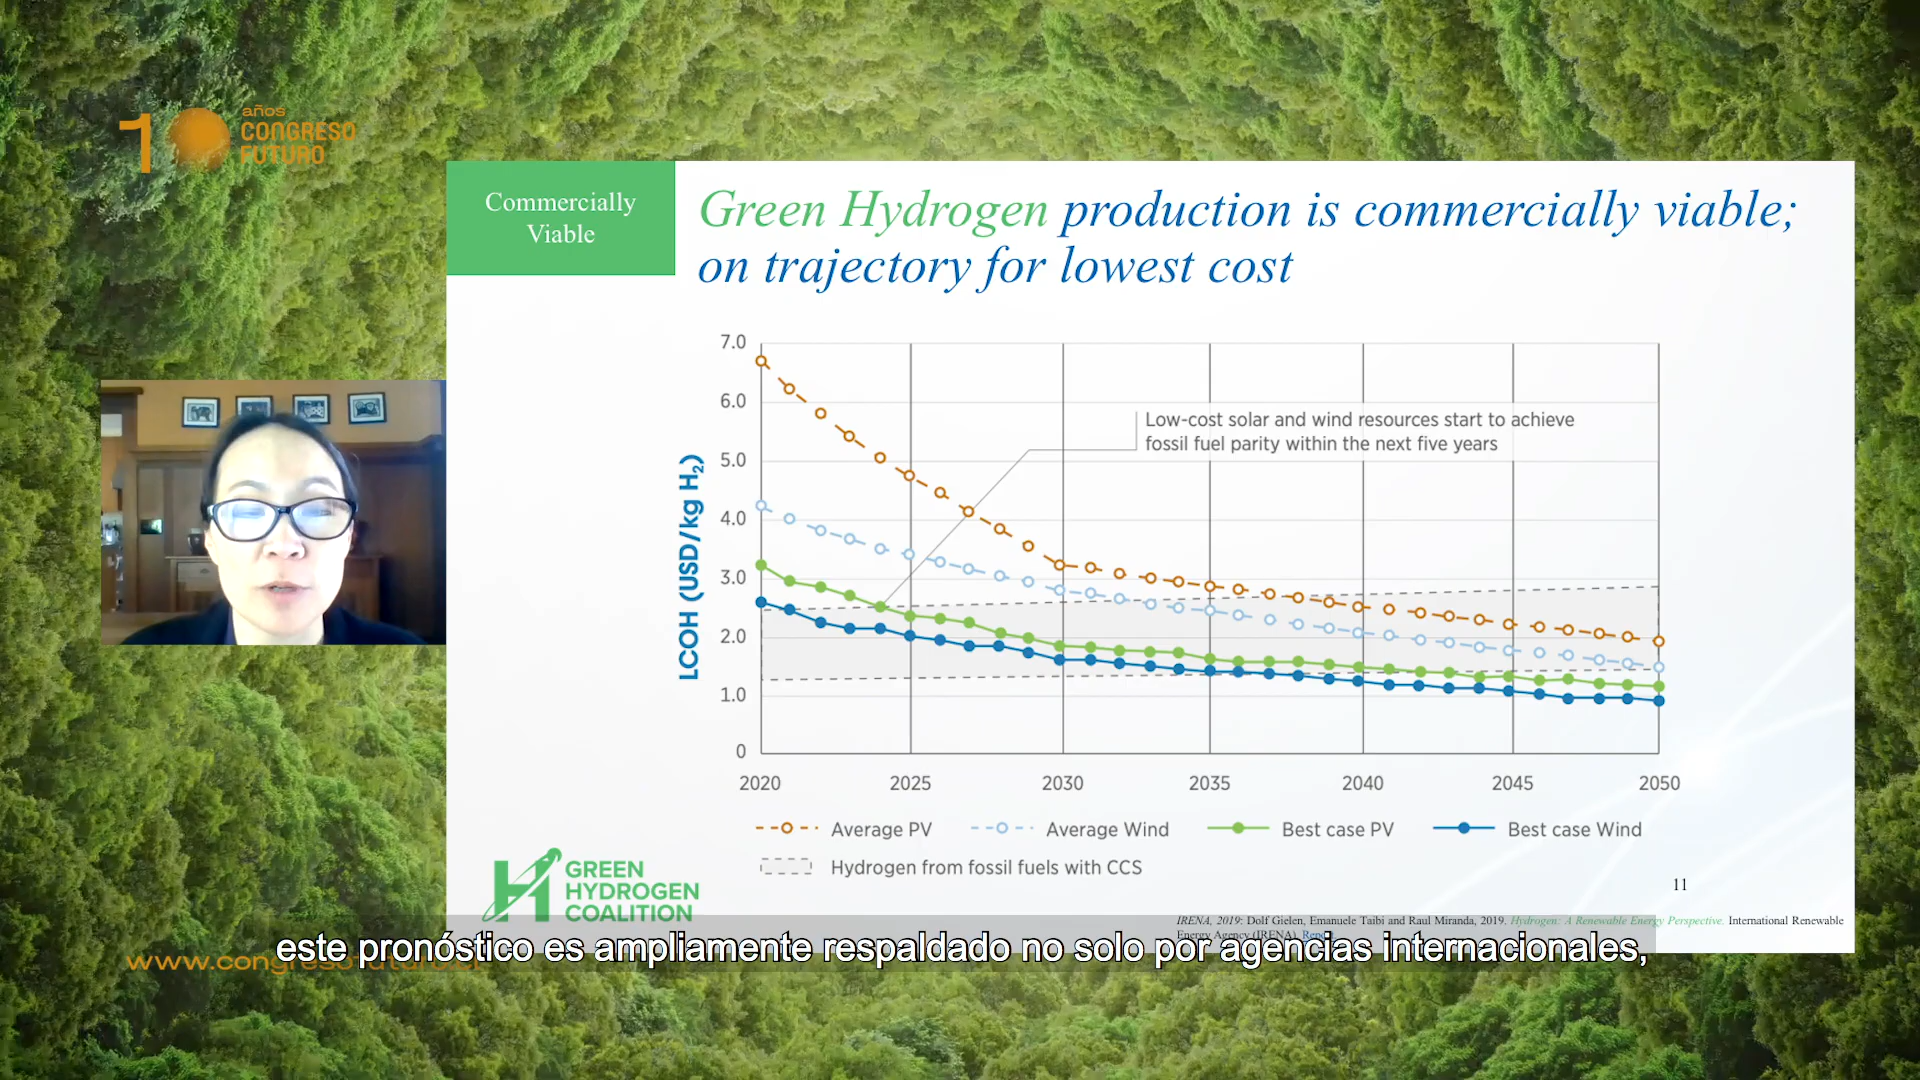 10 años
CONGRESO
FUTURO
Commercially
Viable
Green Hydrogen production is commercially viable;
on trajectory for lowest cost
LCOH (USD/kg H₂)
7.0
6.0
5.0
4.0
3.0
2.0
1.0
0
Low-cost solar and wind resources start to achieve
fossil fuel parity within the next five years
2020 2025 2030 2035 2040 2045 2050
Average PV Average Wind Best case PV Best case Wind
Hydrogen from fossil fuels with CCS
GREEN
HYDROGEN
COALITION
11
IRENA, 2019: Dolf Gielen, Emanuele Taibi and Raul Miranda, 2019. Hydrogen: A Renewable Energy Perspective. International Renewable
Energy Agency (IRENA).
este pronóstico es ampliamente respaldado no solo por agencias internacionales,